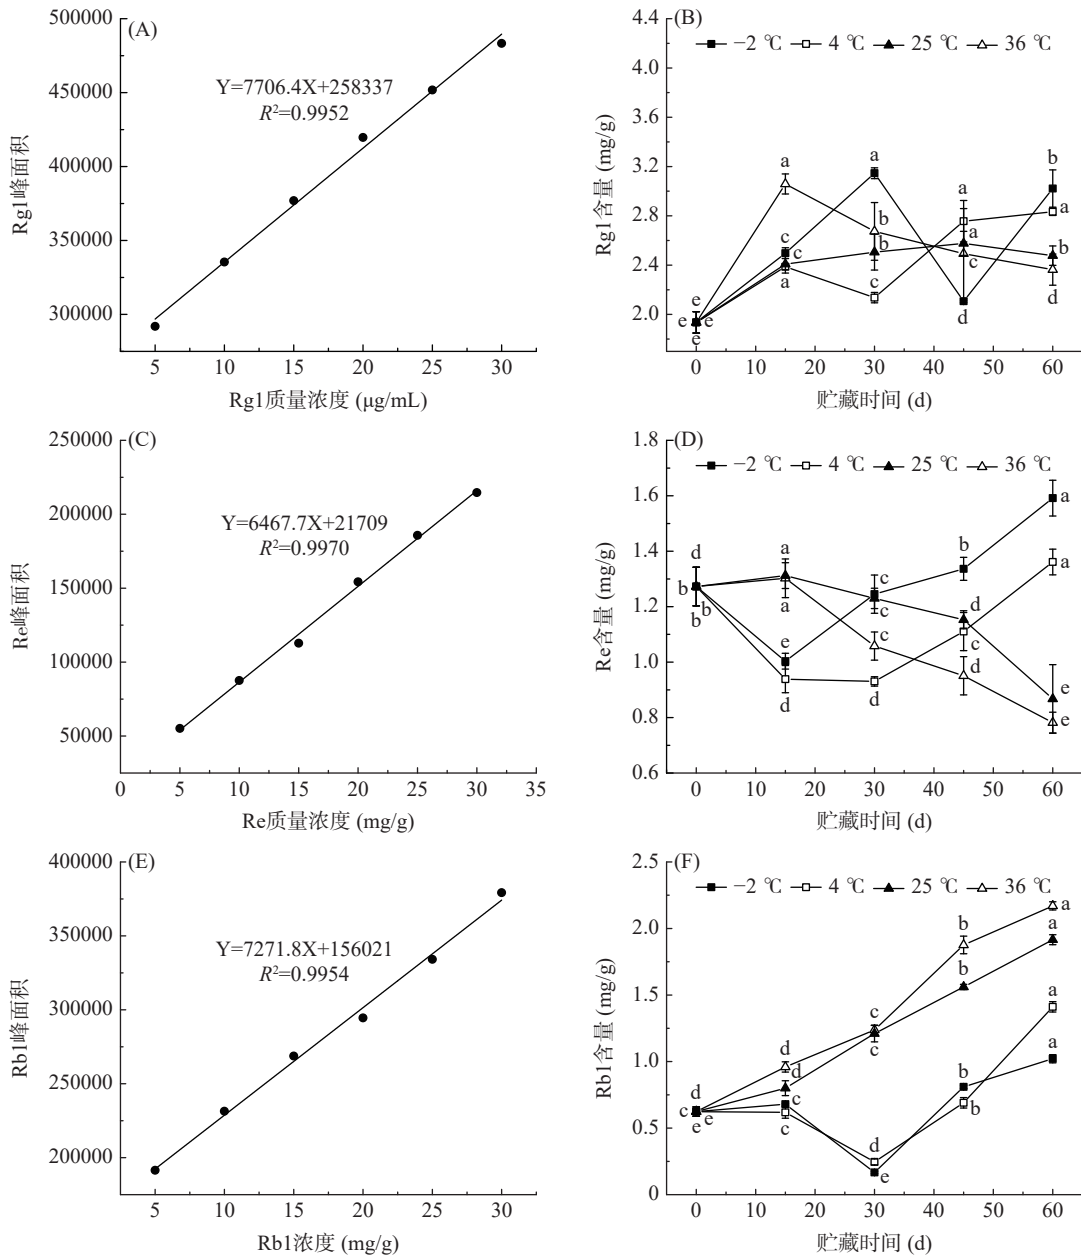 (A)
500000
450000
400000
350000
300000
Rg1峰面积
Y=7706.4X+258337
R²=0.9952
5 10 15 20 25 30
Rg1质量浓度 (μg/mL)
(B)
4.4
4.0
3.6
3.2
2.8
2.4
2.0
Rg1含量 (mg/g)
−2 ℃ 4 ℃ 25 ℃ 36 ℃
a a a b
c b a a
c b c b
a c d d
e
e e
e
0 10 20 30 40 50 60
贮藏时间 (d)
(C)
250000
200000
150000
100000
50000
Re峰面积
Y=6467.7X+21709
R²=0.9970
0 5 10 15 20 25 30 35
Re质量浓度 (mg/g)
(D)
1.8
1.6
1.4
1.2
1.0
0.8
0.6
Re含量 (mg/g)
−2 ℃ 4 ℃ 25 ℃ 36 ℃
d a c b a
b a c d a
b e c c e
b d d d e
0 10 20 30 40 50 60
贮藏时间 (d)
(E)
400000
350000
300000
250000
200000
Rb1峰面积
Y=7271.8X+156021
R²=0.9954
5 10 15 20 25 30
Rb1浓度 (mg/g)
(F)
2.5
2.0
1.5
1.0
0.5
0
Rb1含量 (mg/g)
−2 ℃ 4 ℃ 25 ℃ 36 ℃
d d c b a
c d c b a
e c d b a
e c e b a
0 10 20 30 40 50 60
贮藏时间 (d)